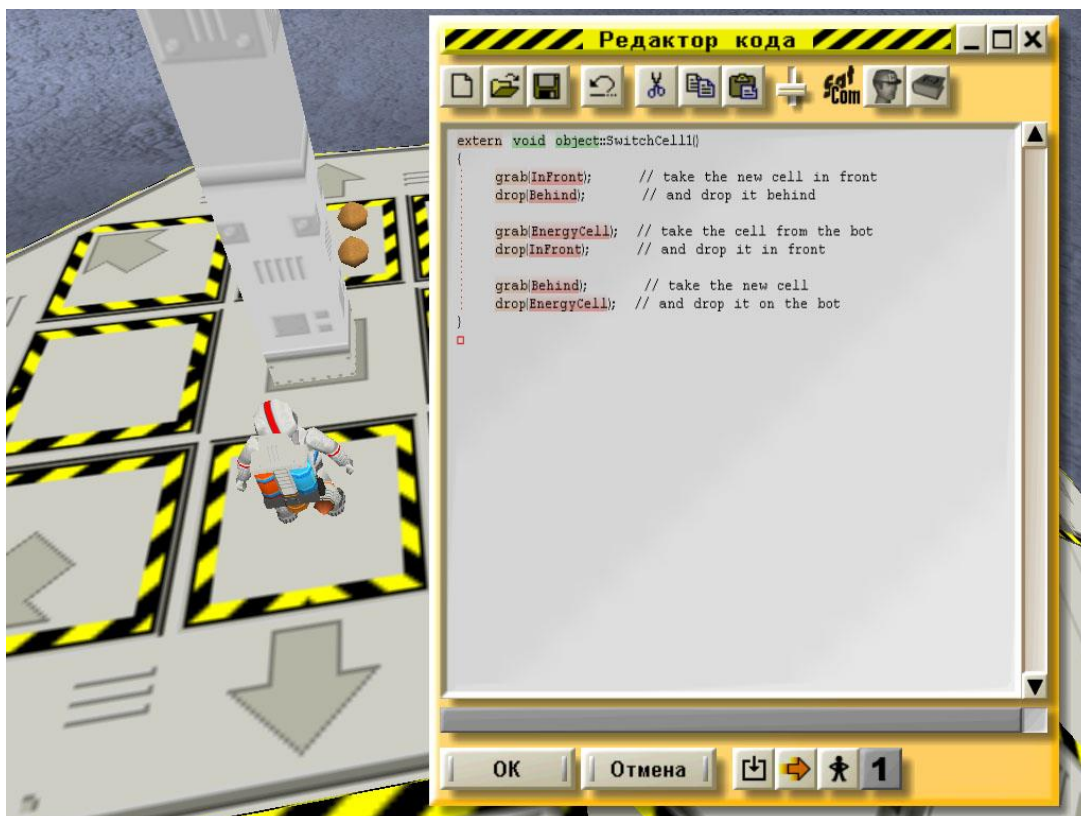 Редактор кода
Sat
Com
extern void object::SwitchCell1()
{
grab(InFront); // take the new cell in front
drop(Behind); // and drop it behind
grab(EnergyCell); // take the cell from the bot
drop(InFront); // and drop it in front
grab(Behind); // take the new cell
drop(EnergyCell); // and drop it on the bot
}
OK Отмена 1